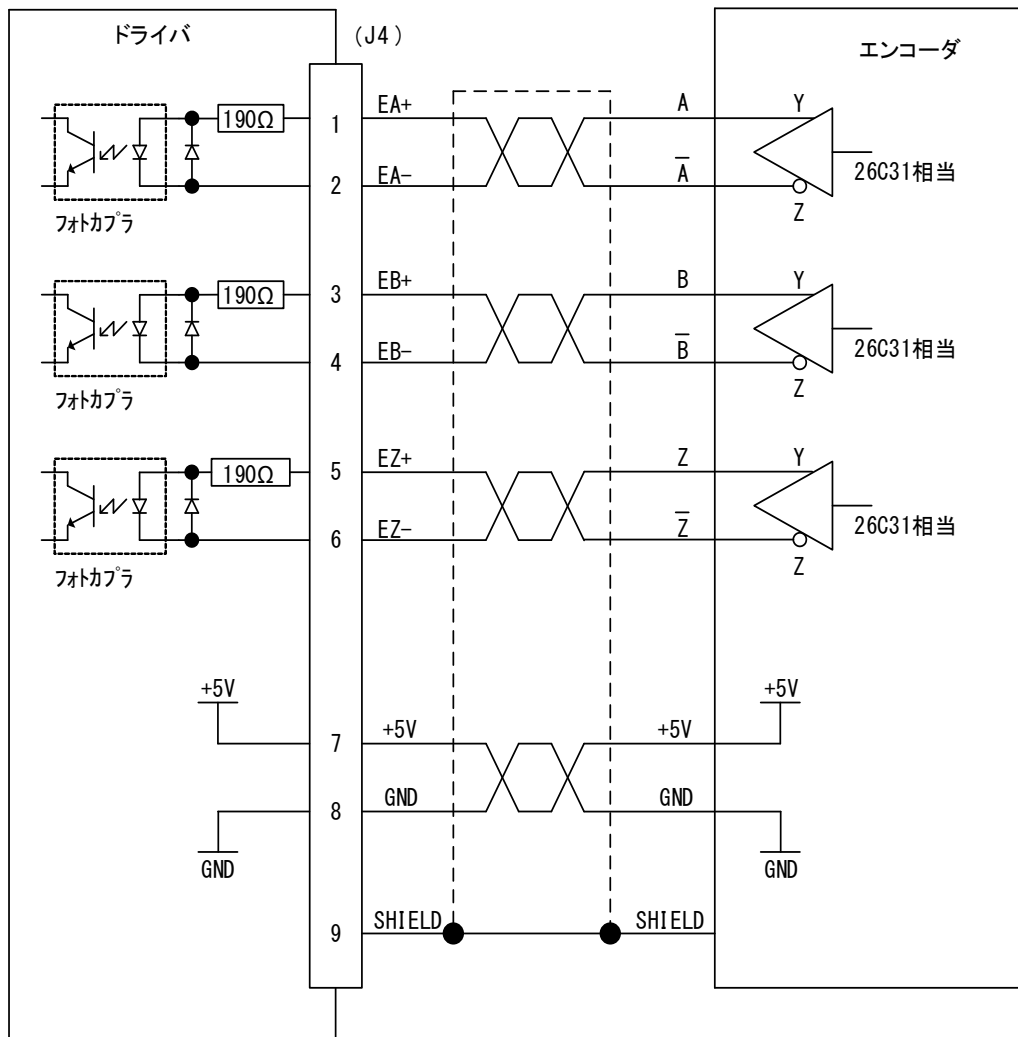 ドライバ
(J4)
エンコーダ
190Ω
1
EA+
A
Y
2
EA-
A̅
Z
26C31相当
フォトカプラ
190Ω
3
EB+
B
Y
4
EB-
B̅
Z
26C31相当
フォトカプラ
190Ω
5
EZ+
Z
Y
6
EZ-
Z̅
Z
26C31相当
フォトカプラ
+5V
7
+5V
+5V
+5V
8
GND
GND
GND
GND
9
SHIELD
SHIELD